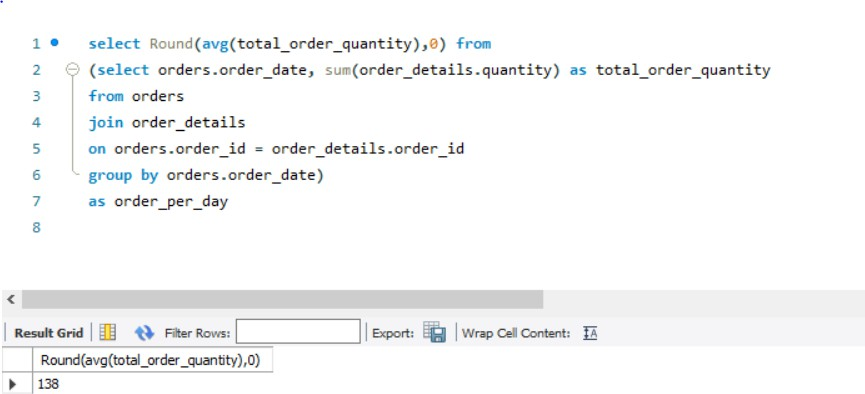 1 select Round(avg(total_order_quantity),0) from
2 (select orders.order_date, sum(order_details.quantity) as total_order_quantity
3 from orders
4 join order_details
5 on orders.order_id = order_details.order_id
6 group by orders.order_date)
7 as order_per_day
8
Result Grid Filter Rows: Export: Wrap Cell Content: IA
Round(avg(total_order_quantity),0)
138